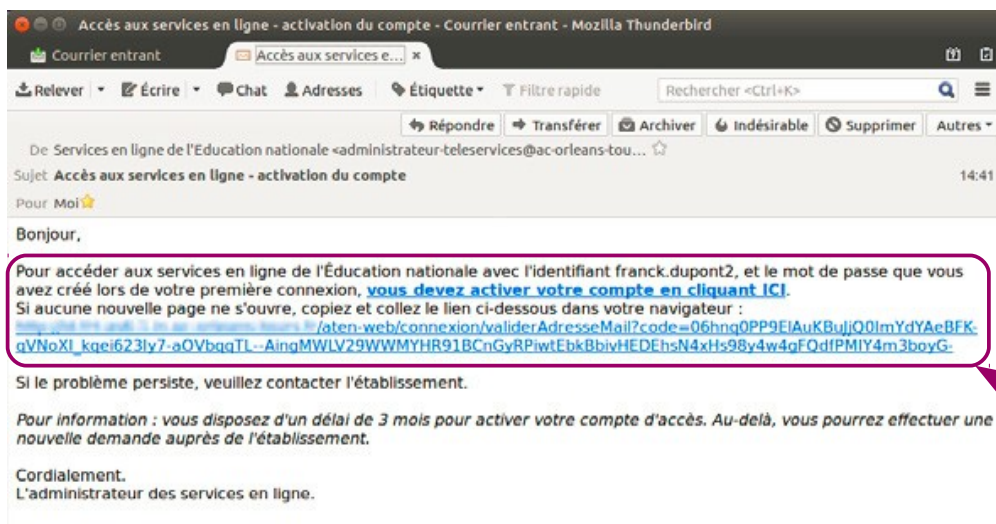 Accès aux services en ligne - activation du compte - Courrier entrant - Mozilla Thunderbird
Courrier entrant Accès aux services e... ×
Relever Écrire Chat Adresses Étiquette Filtre rapide Rechercher <Ctrl+K>
Répondre Transférer Archiver Indésirable Supprimer Autres
De Services en ligne de l'Education nationale <administrateur-teleservices@ac-orleans-tou...
Sujet Accès aux services en ligne - activation du compte 14:41
Pour Moi
Bonjour,
Pour accéder aux services en ligne de l'Éducation nationale avec l'identifiant franck.dupont2, et le mot de passe que vous
avez créé lors de votre première connexion, vous devez activer votre compte en cliquant ICI.
Si aucune nouvelle page ne s'ouvre, copiez et collez le lien ci-dessous dans votre navigateur :
/aten-web/connexion/validerAdresseMail?code=06hnq0PP9ElAuKBuJjQ0lmYdYAeBFK-
qVNoXl_kqei623ly7-aOVbqqTL--AingMWLV29WWMYHR91BCnGyRPiwtEbkBbivHEDEhsN4xHs98y4w4gFQdfPMIY4m3boyG-
Si le problème persiste, veuillez contacter l'établissement.
Pour information : vous disposez d'un délai de 3 mois pour activer votre compte d'accès. Au-delà, vous pourrez effectuer une
nouvelle demande auprès de l'établissement.
Cordialement.
L'administrateur des services en ligne.